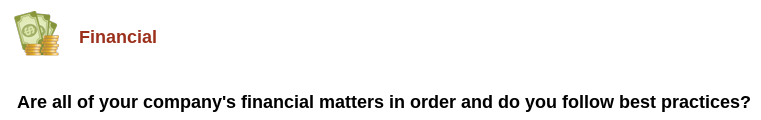 Financial
Are all of your company's financial matters in order and do you follow best practices?